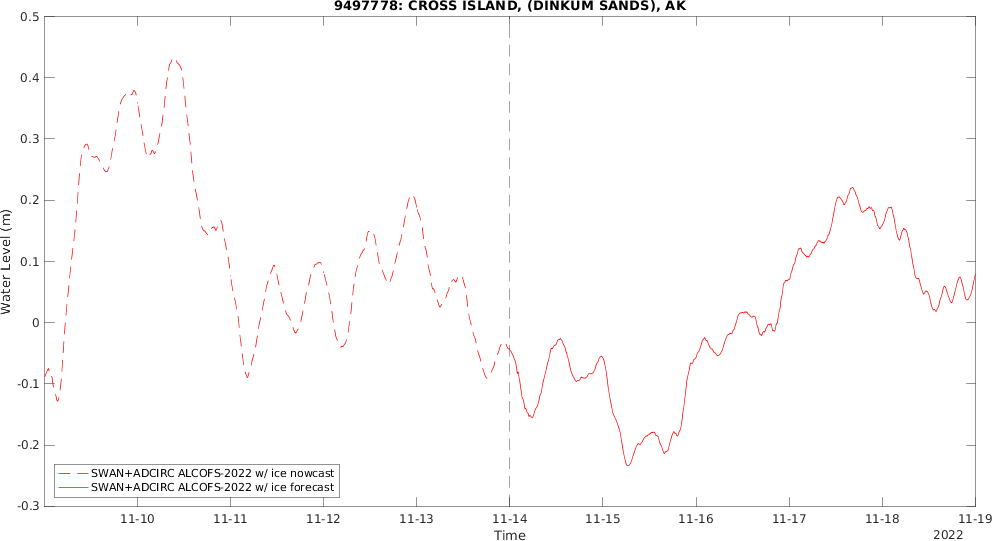 9497778: CROSS ISLAND, (DINKUM SANDS), AK
0.5
0.4
0.3
0.2
0.1
0
-0.1
-0.2
-0.3
Water Level (m)
SWAN+ADCIRC ALCOFS-2022 w/ ice nowcast
SWAN+ADCIRC ALCOFS-2022 w/ ice forecast
11-10 11-11 11-12 11-13 11-14 11-15 11-16 11-17 11-18 11-19
Time
2022